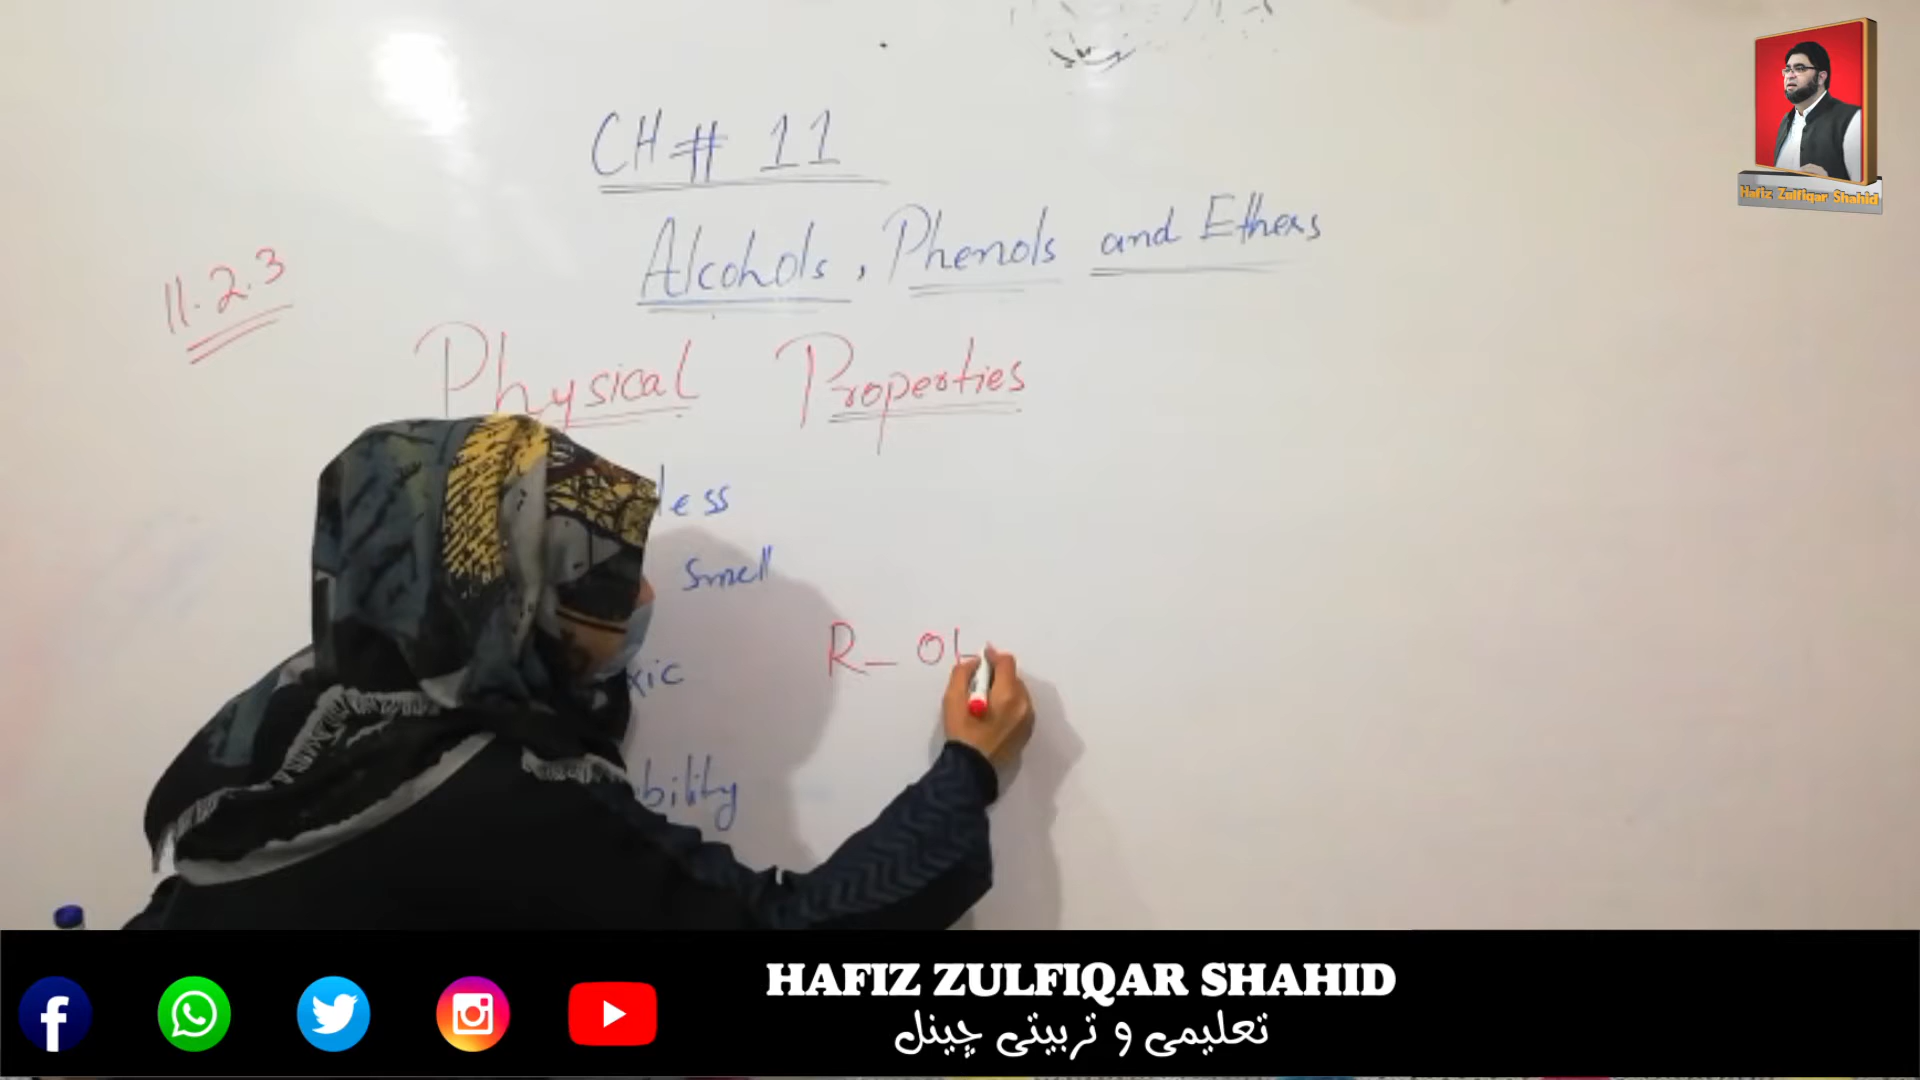 CH # 11
Alcohols, Phenols and Ethers
11.2.3
Physical Properties
less
Smell
xic
R - OH
bility
Hafiz Zulfiqar Shahid
HAFIZ ZULFIQAR SHAHID
تعلیمی و تربیتی چینل